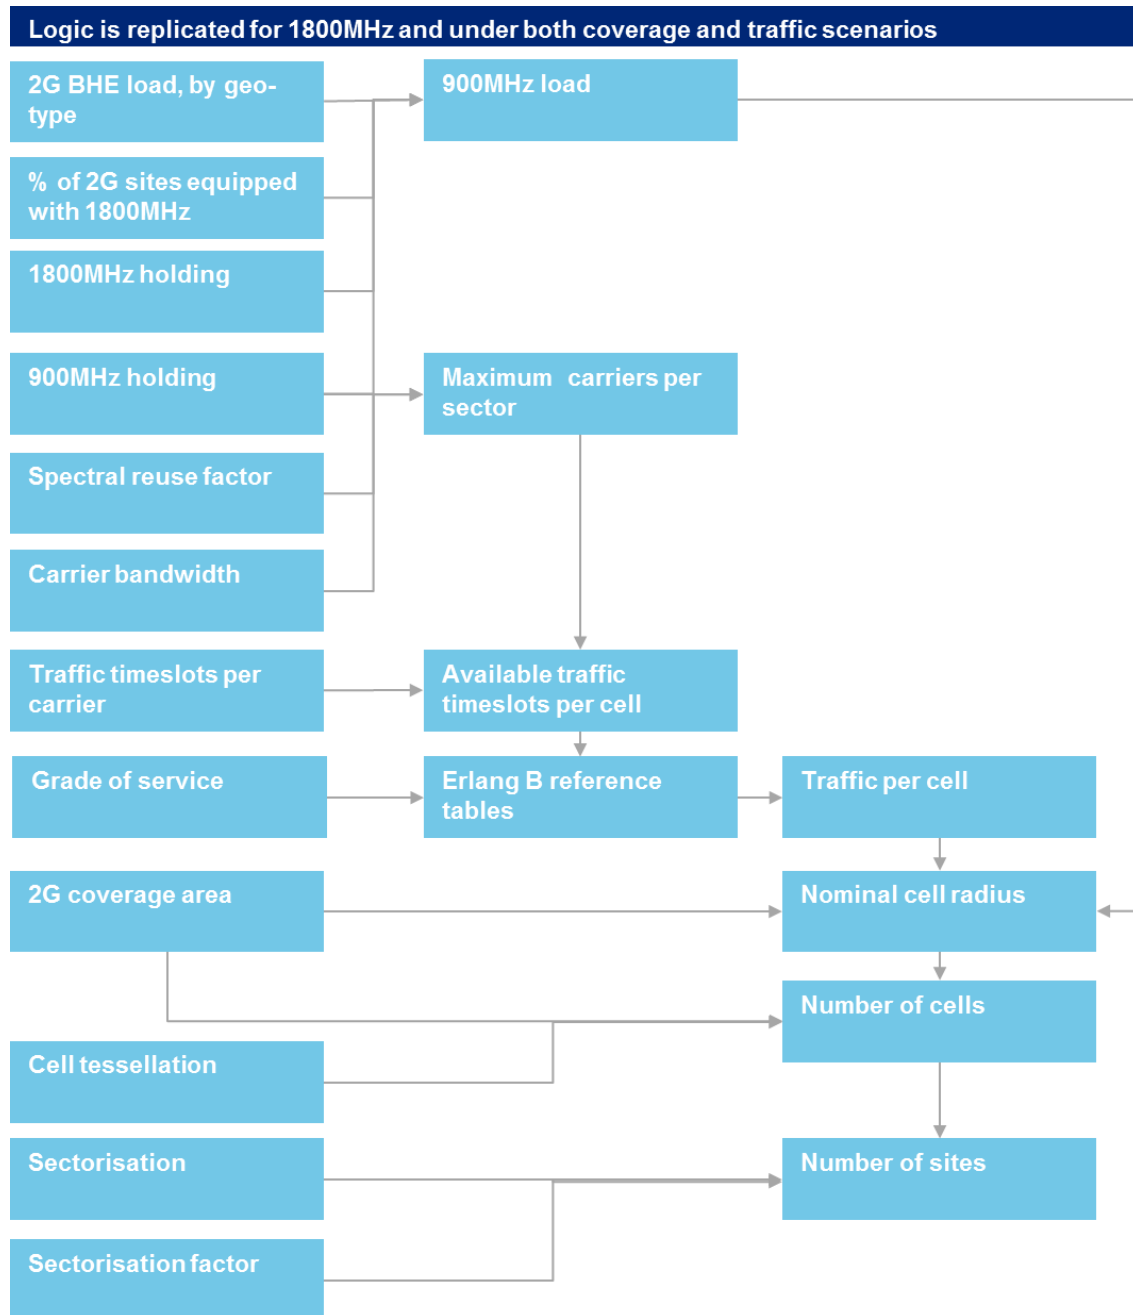 Logic is replicated for 1800MHz and under both coverage and traffic scenarios
2G BHE load, by geo-
type
900MHz load
% of 2G sites equipped
with 1800MHz
1800MHz holding
900MHz holding
Maximum carriers per
sector
Spectral reuse factor
Carrier bandwidth
Traffic timeslots per
carrier
Available traffic
timeslots per cell
Grade of service
Erlang B reference
tables
Traffic per cell
2G coverage area
Nominal cell radius
Number of cells
Cell tessellation
Sectorisation
Number of sites
Sectorisation factor